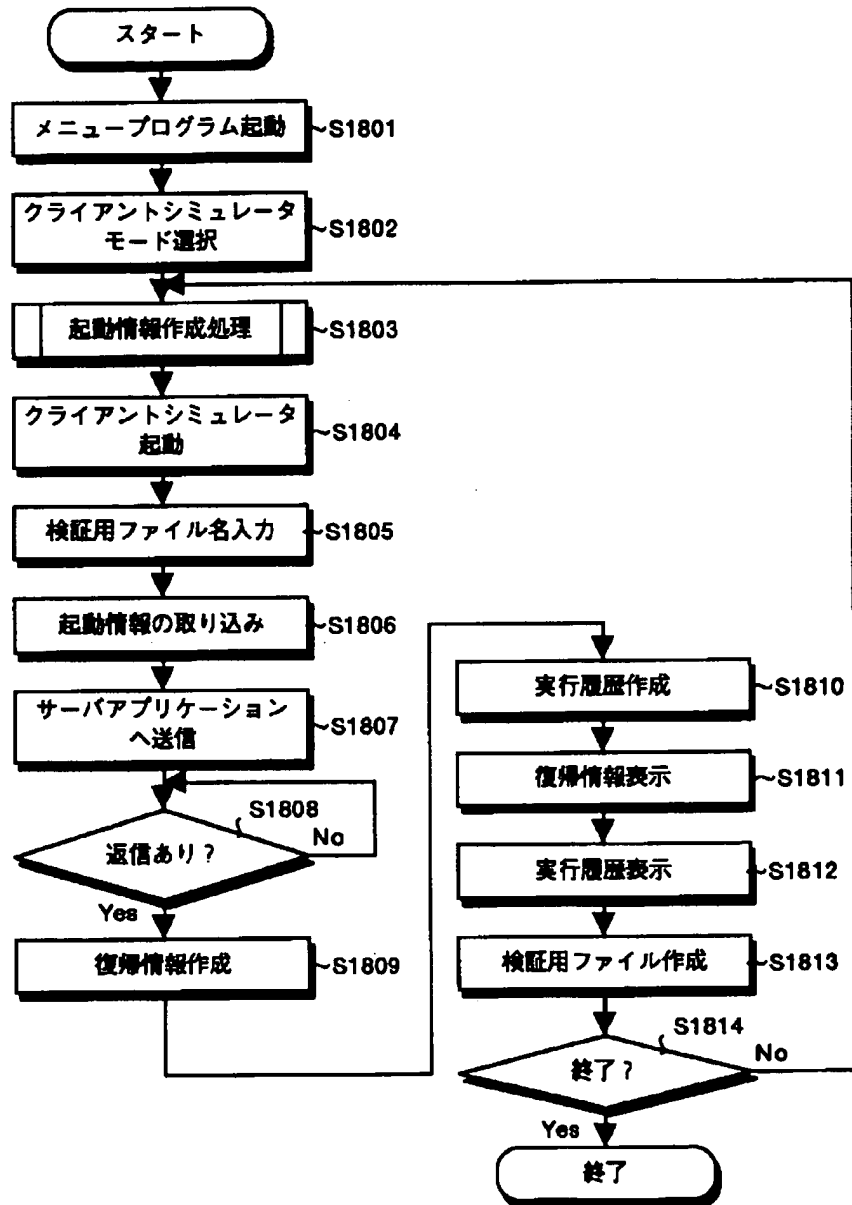 スタート
メニュープログラム起動
~S1801
クライアントシミュレータ
モード選択
~S1802
起動情報作成処理
~S1803
クライアントシミュレータ
起動
~S1804
検証用ファイル名入力
~S1805
起動情報の取り込み
~S1806
サーバアプリケーション
へ送信
~S1807
S1808
返信あり?
No
Yes
復帰情報作成
~S1809
実行履歴作成
~S1810
復帰情報表示
~S1811
実行履歴表示
~S1812
検証用ファイル作成
~S1813
S1814
終了?
No
Yes
終了